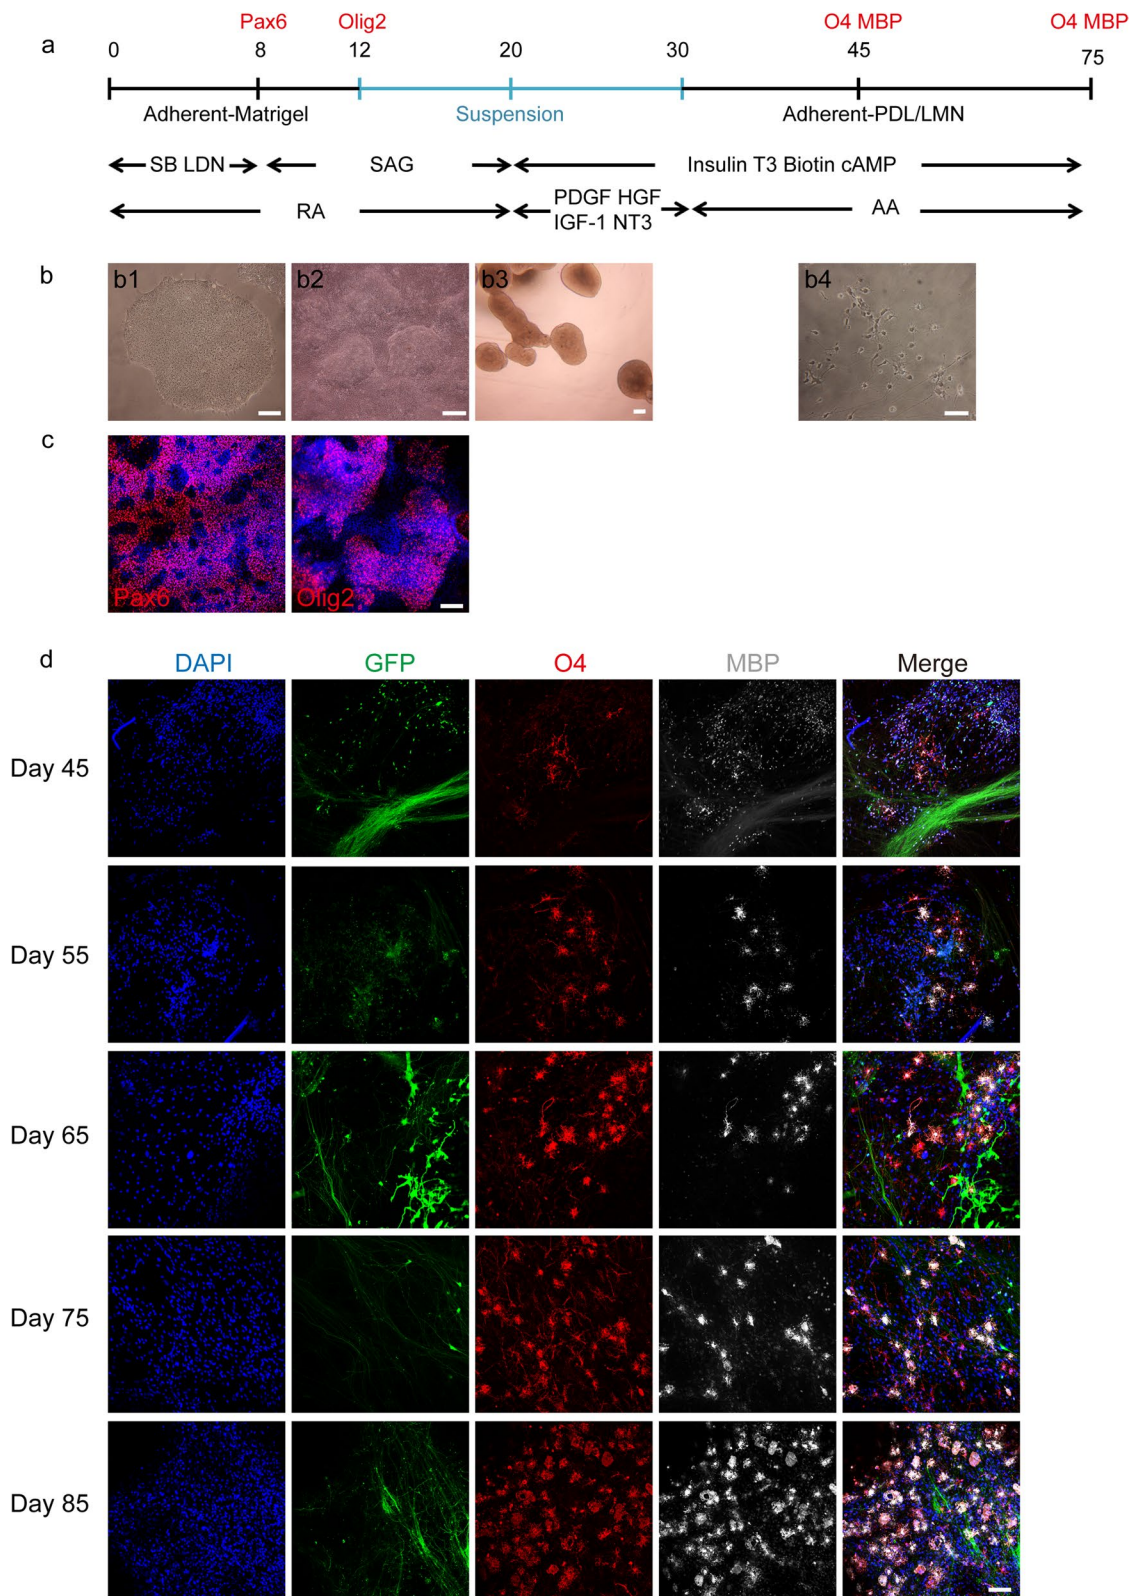 Pax6 Olig2 O4 MBP O4 MBP
a
0 8 12 20 30 45 75
Adherent-Matrigel Suspension Adherent-PDL/LMN
SB LDN SAG Insulin T3 Biotin cAMP
RA PDGF HGF AA
IGF-1 NT3
b
b1 b2 b3 b4
c
Pax6 Olig2
d
DAPI GFP O4 MBP Merge
Day 45
Day 55
Day 65
Day 75
Day 85